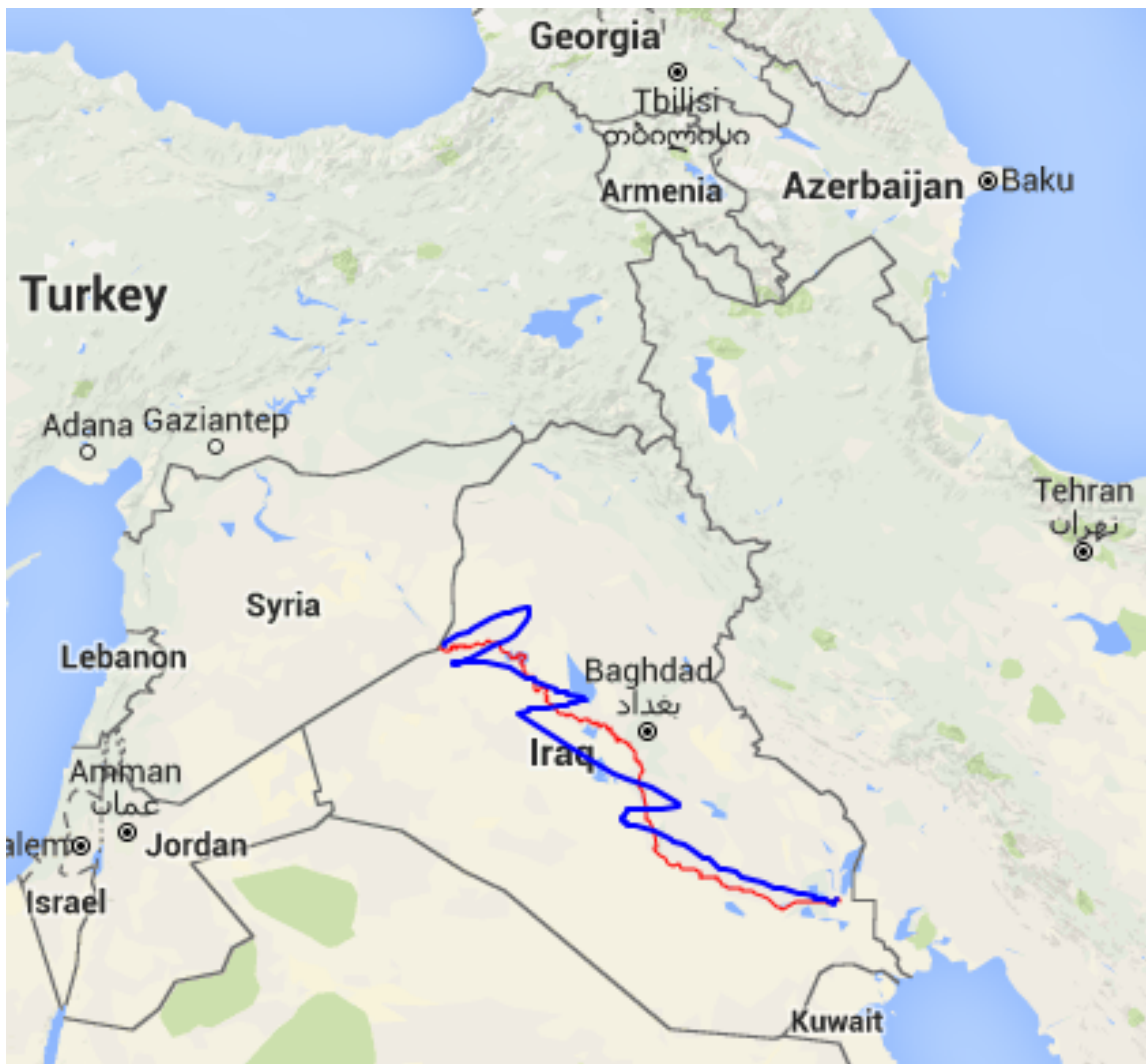 Georgia
Tbilisi
თბილისი
Armenia
Azerbaijan
Baku
Turkey
Adana
Gaziantep
Tehran
تهران
Syria
Lebanon
Baghdad
بغداد
Iraq
Amman
عمان
alem
Jordan
Israel
Kuwait